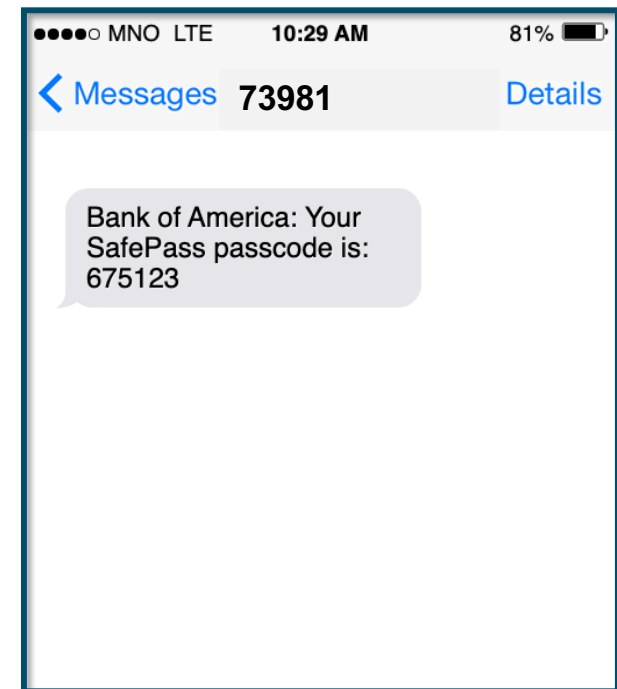 MNO LTE 10:29 AM 81%
Messages 73981 Details
Bank of America: Your
SafePass passcode is:
675123